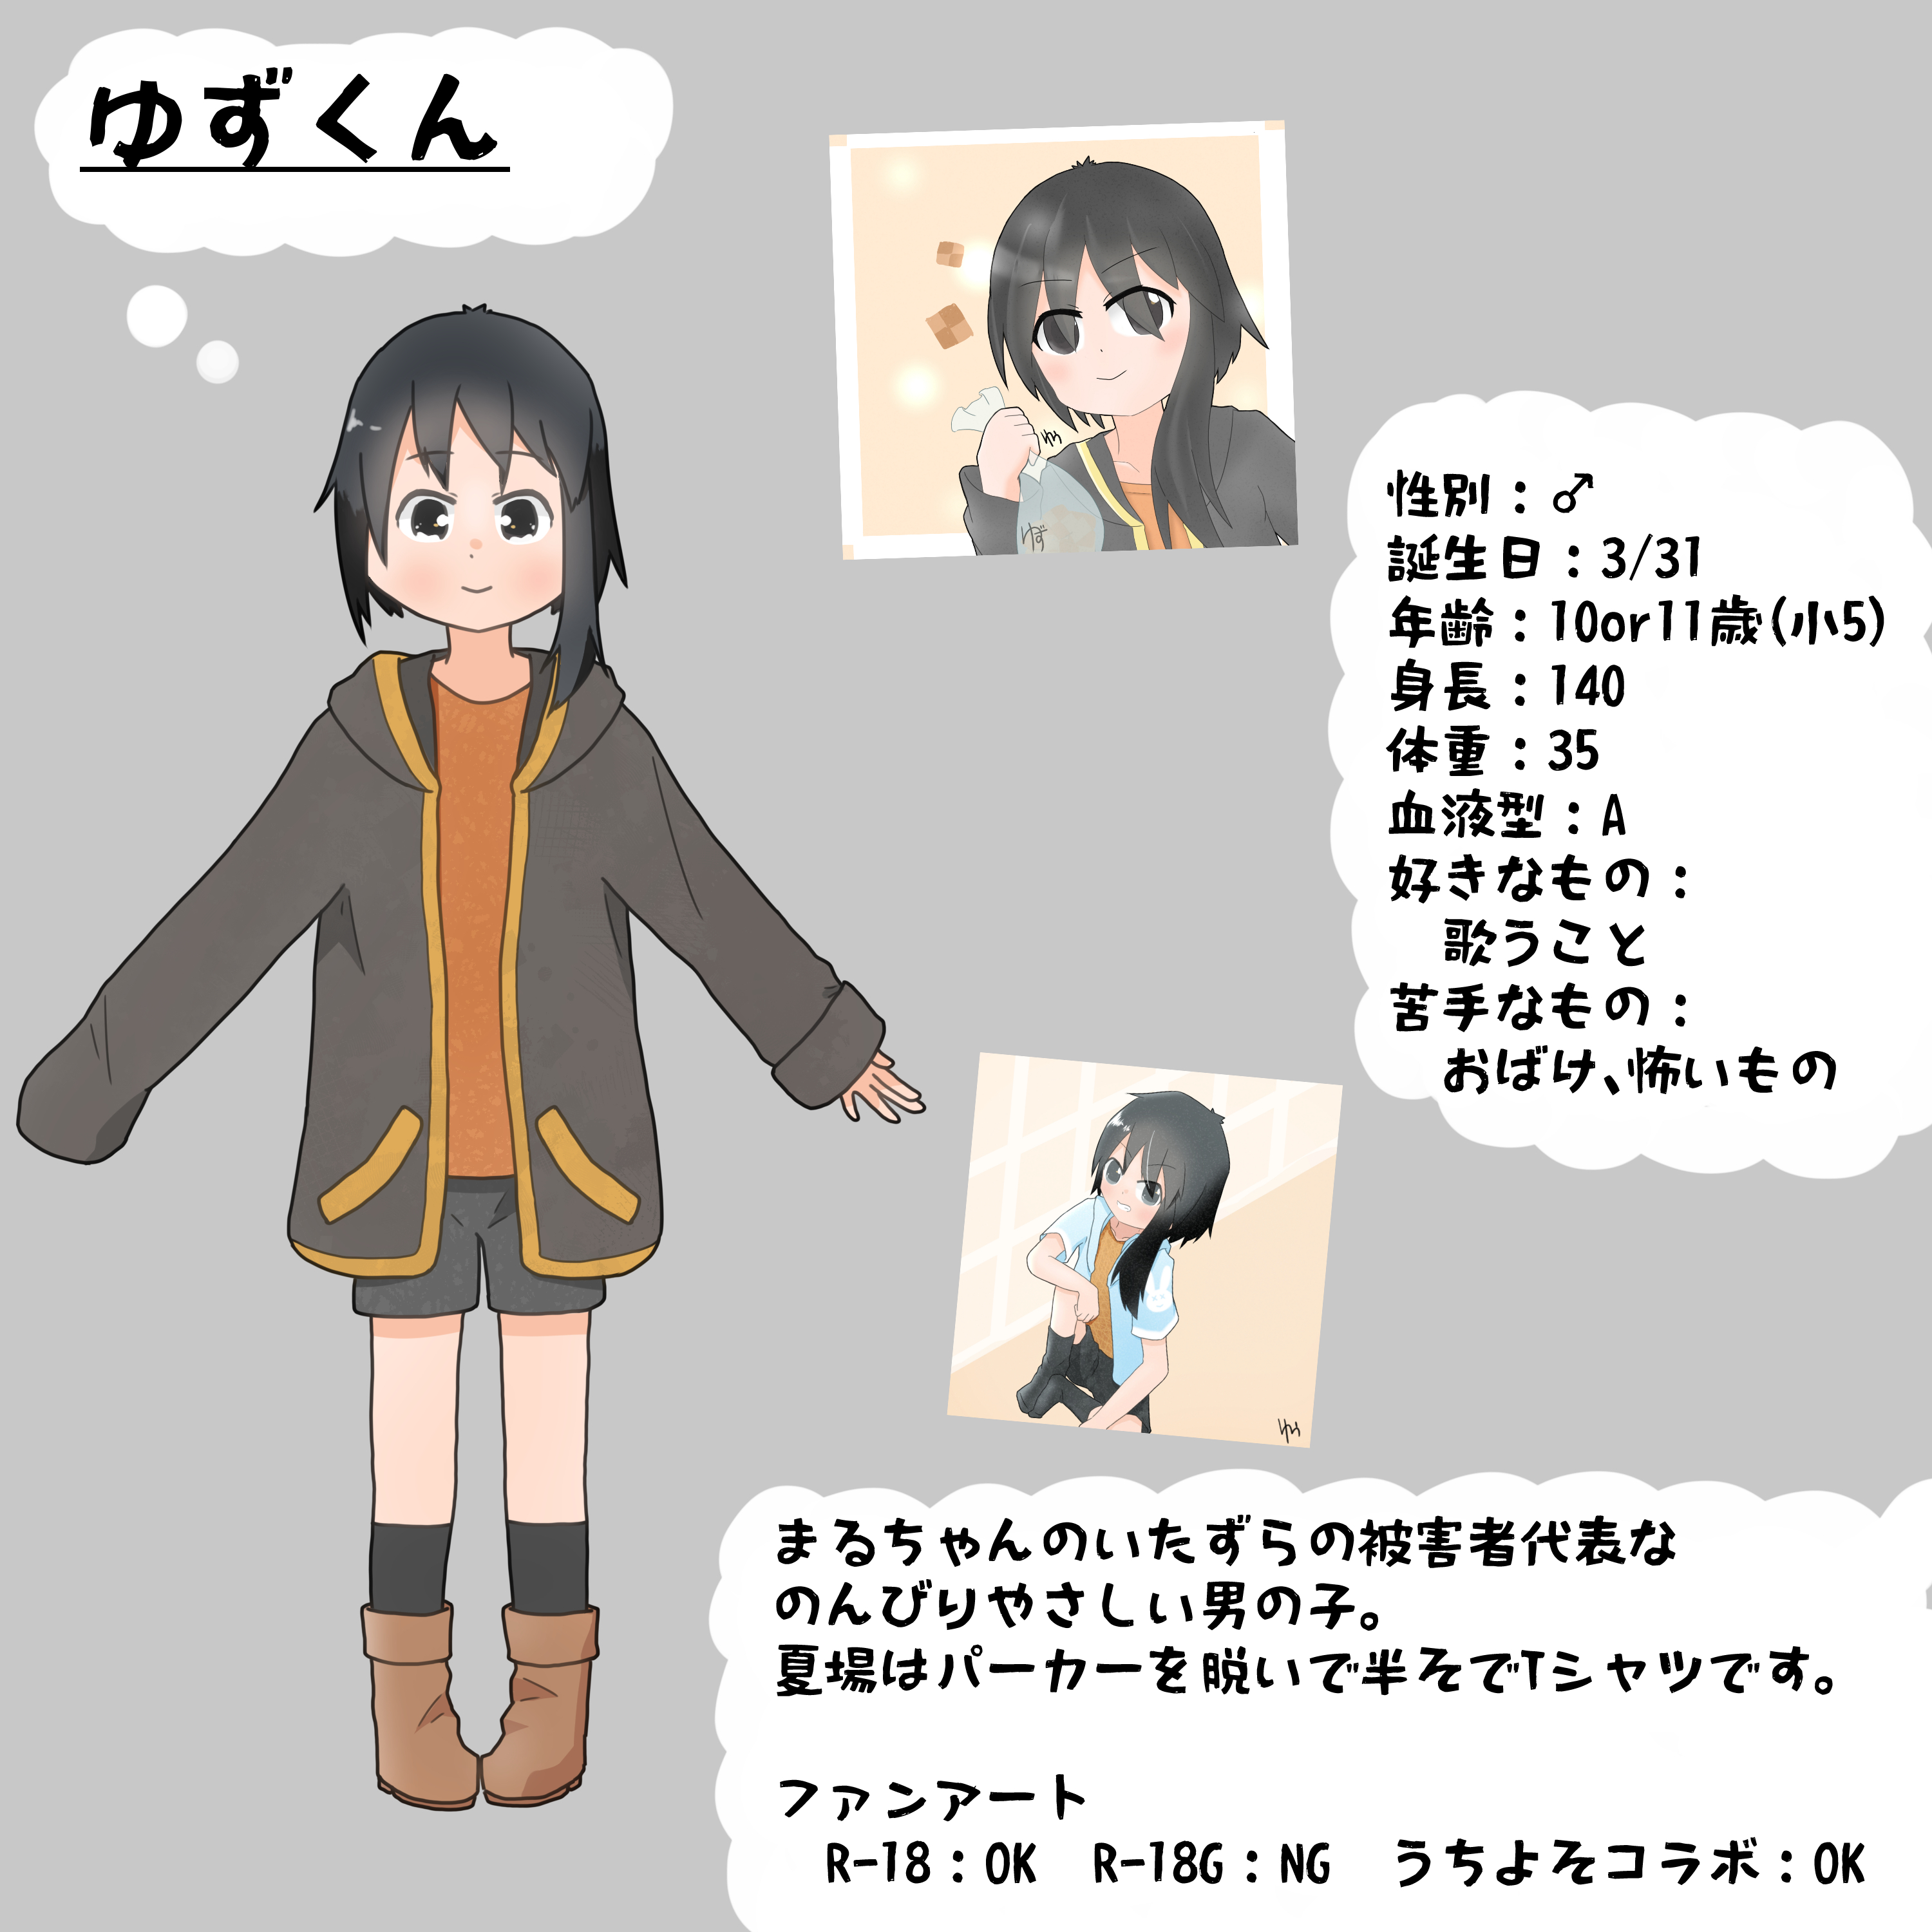 ゆずくん
ゆず
性別：♂
誕生日：3/31
年齢：10or11歳(小5)
身長：140
体重：35
血液型：A
好きなもの：
歌うこと
苦手なもの：
おばけ、怖いもの
まるちゃんのいたずらの被害者代表な
のんびりやさしい男の子。
夏場はパーカーを脱いで半そでTシャツです。
ファンアート
R-18：OK　R-18G：NG　うちよそコラボ：OK